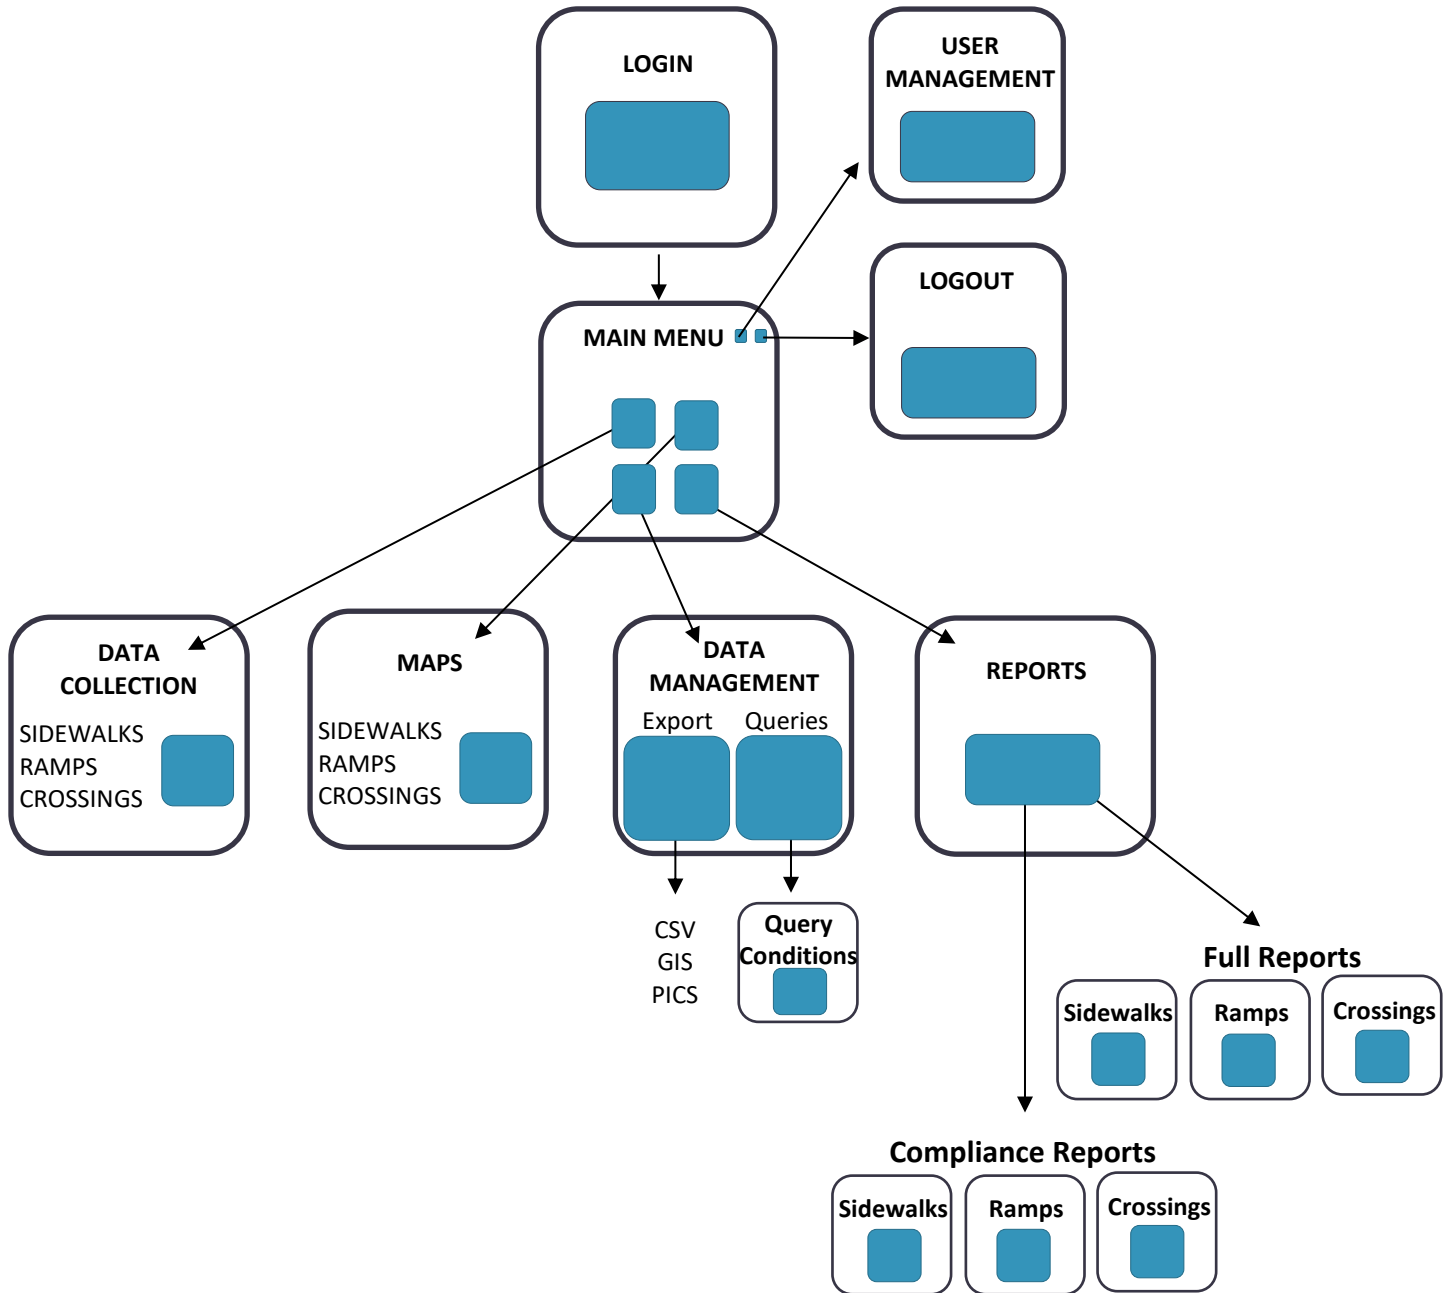 LOGIN
USER
MANAGEMENT
LOGOUT
MAIN MENU
DATA
COLLECTION
SIDEWALKS
RAMPS
CROSSINGS
MAPS
SIDEWALKS
RAMPS
CROSSINGS
DATA
MANAGEMENT
Export
Queries
CSV
GIS
PICS
Query
Conditions
REPORTS
Full Reports
Sidewalks
Ramps
Crossings
Compliance Reports
Sidewalks
Ramps
Crossings